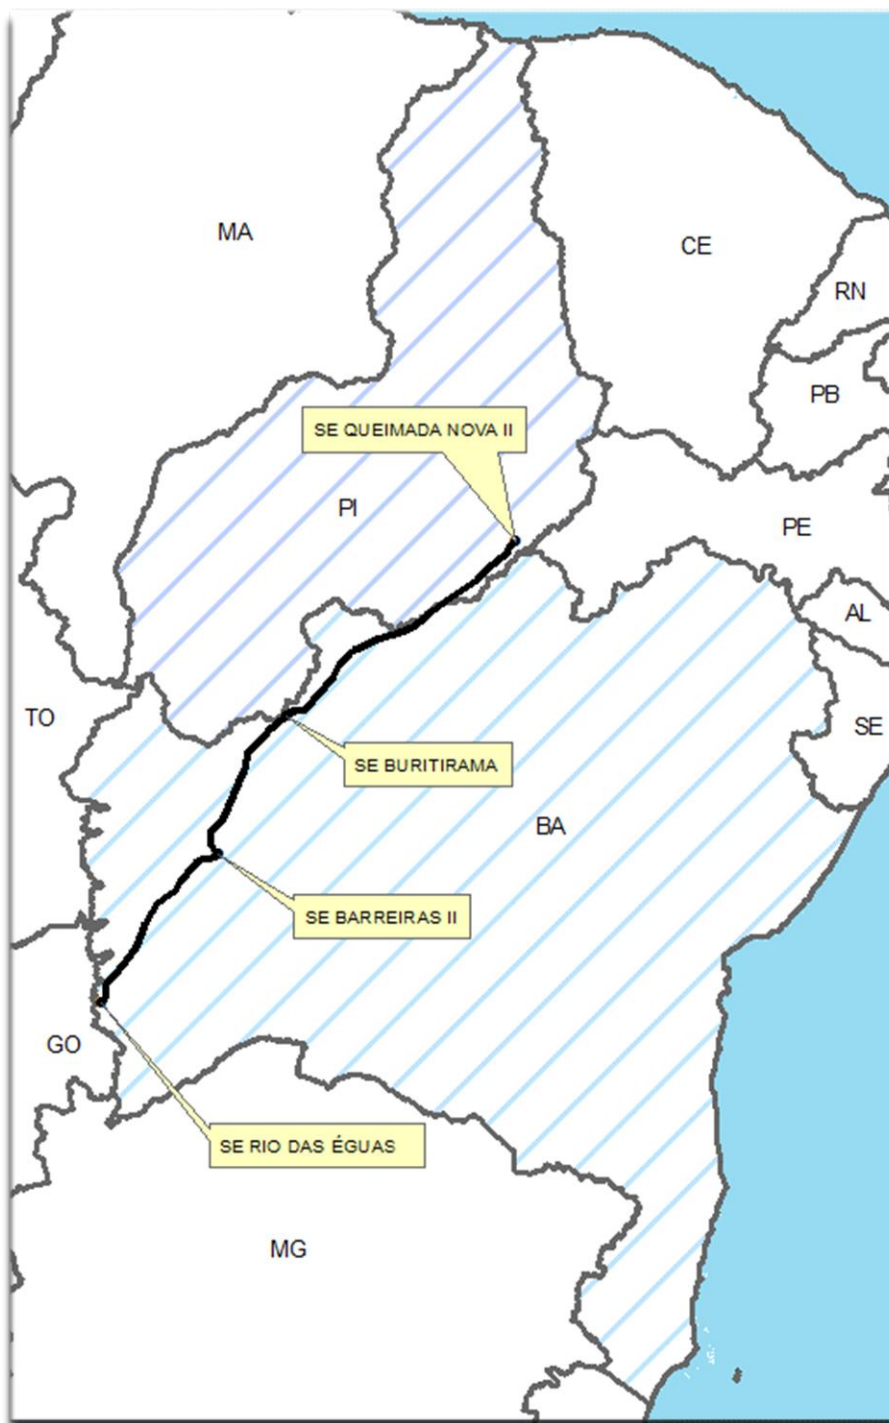 MA
CE
RN
PB
SE QUEIMADA NOVA II
PI
PE
AL
TO
SE
SE BURITIRAMA
BA
SE BARREIRAS II
GO
SE RIO DAS ÉGUAS
MG